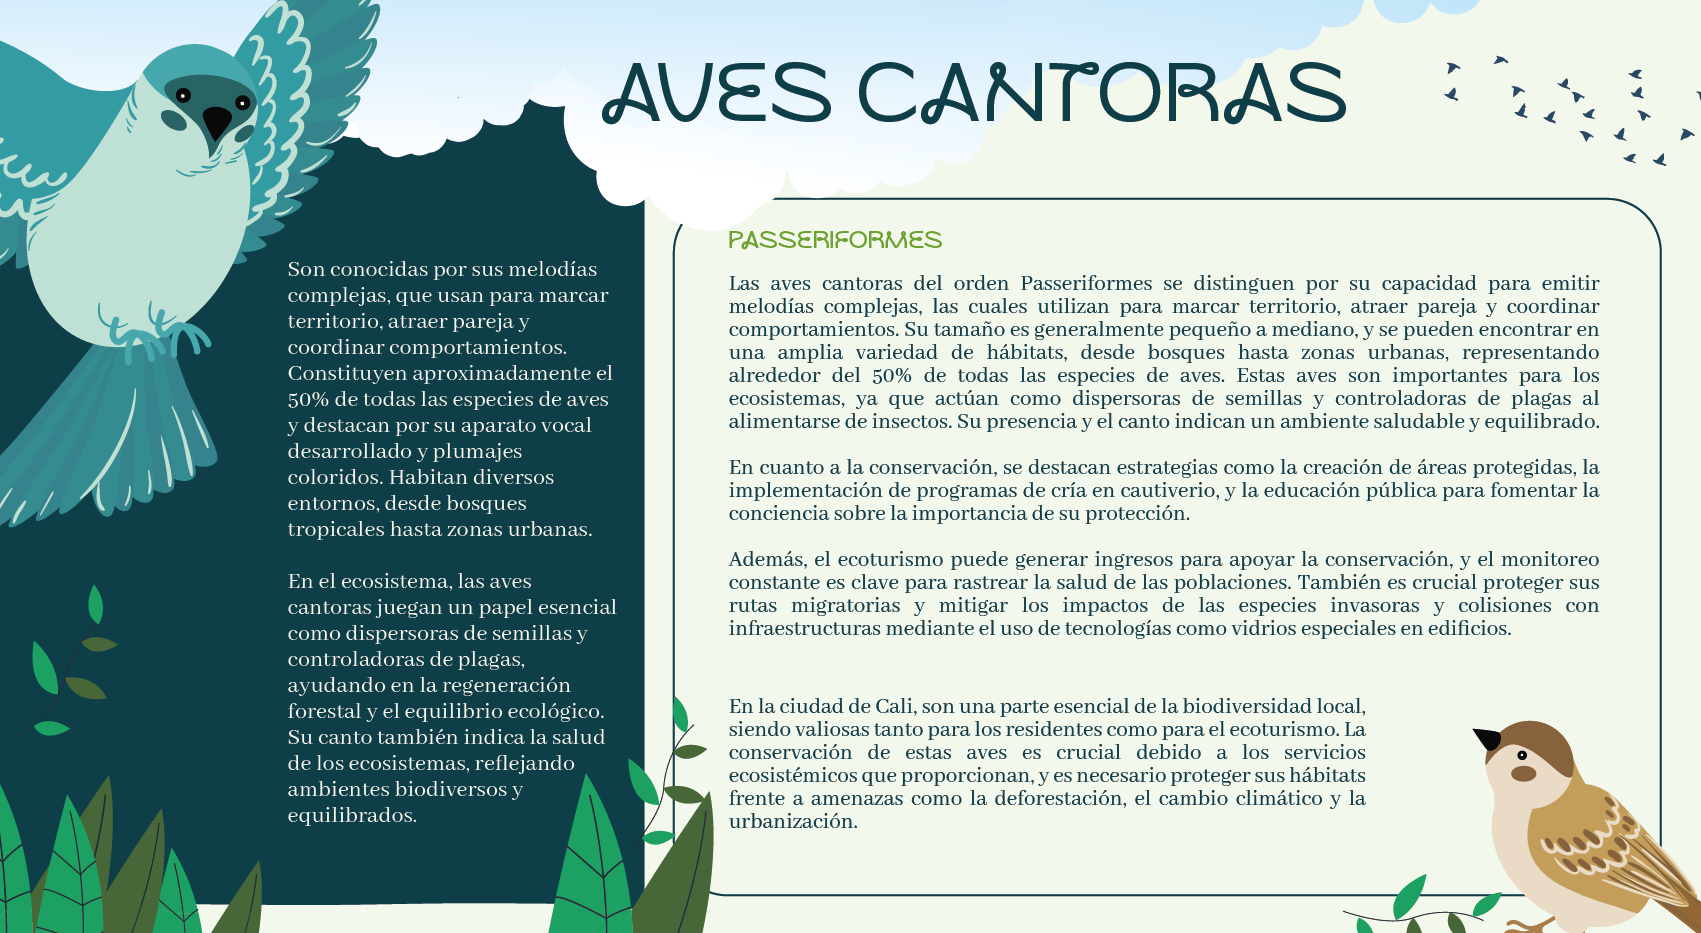 AVES CANTORAS
Son conocidas por sus melodías
complejas, que usan para marcar
territorio, atraer pareja y
coordinar comportamientos.
Constituyen aproximadamente el
50% de todas las especies de aves
y destacan por su aparato vocal
desarrollado y plumajes
coloridos. Habitan diversos
entornos, desde bosques
tropicales hasta zonas urbanas.
En el ecosistema, las aves
cantoras juegan un papel esencial
como dispersoras de semillas y
controladoras de plagas,
ayudando en la regeneración
forestal y el equilibrio ecológico.
Su canto también indica la salud
de los ecosistemas, reflejando
ambientes biodiversos y
equilibrados.
PASSERIFORMES
Las aves cantoras del orden Passeriformes se distinguen por su capacidad para emitir
melodías complejas, las cuales utilizan para marcar territorio, atraer pareja y coordinar
comportamientos. Su tamaño es generalmente pequeño a mediano, y se pueden encontrar en
una amplia variedad de hábitats, desde bosques hasta zonas urbanas, representando
alrededor del 50% de todas las especies de aves. Estas aves son importantes para los
ecosistemas, ya que actúan como dispersoras de semillas y controladoras de plagas al
alimentarse de insectos. Su presencia y el canto indican un ambiente saludable y equilibrado.
En cuanto a la conservación, se destacan estrategias como la creación de áreas protegidas, la
implementación de programas de cría en cautiverio, y la educación pública para fomentar la
conciencia sobre la importancia de su protección.
Además, el ecoturismo puede generar ingresos para apoyar la conservación, y el monitoreo
constante es clave para rastrear la salud de las poblaciones. También es crucial proteger sus
rutas migratorias y mitigar los impactos de las especies invasoras y colisiones con
infraestructuras mediante el uso de tecnologías como vidrios especiales en edificios.
En la ciudad de Cali, son una parte esencial de la biodiversidad local,
siendo valiosas tanto para los residentes como para el ecoturismo. La
conservación de estas aves es crucial debido a los servicios
ecosistémicos que proporcionan, y es necesario proteger sus hábitats
frente a amenazas como la deforestación, el cambio climático y la
urbanización.